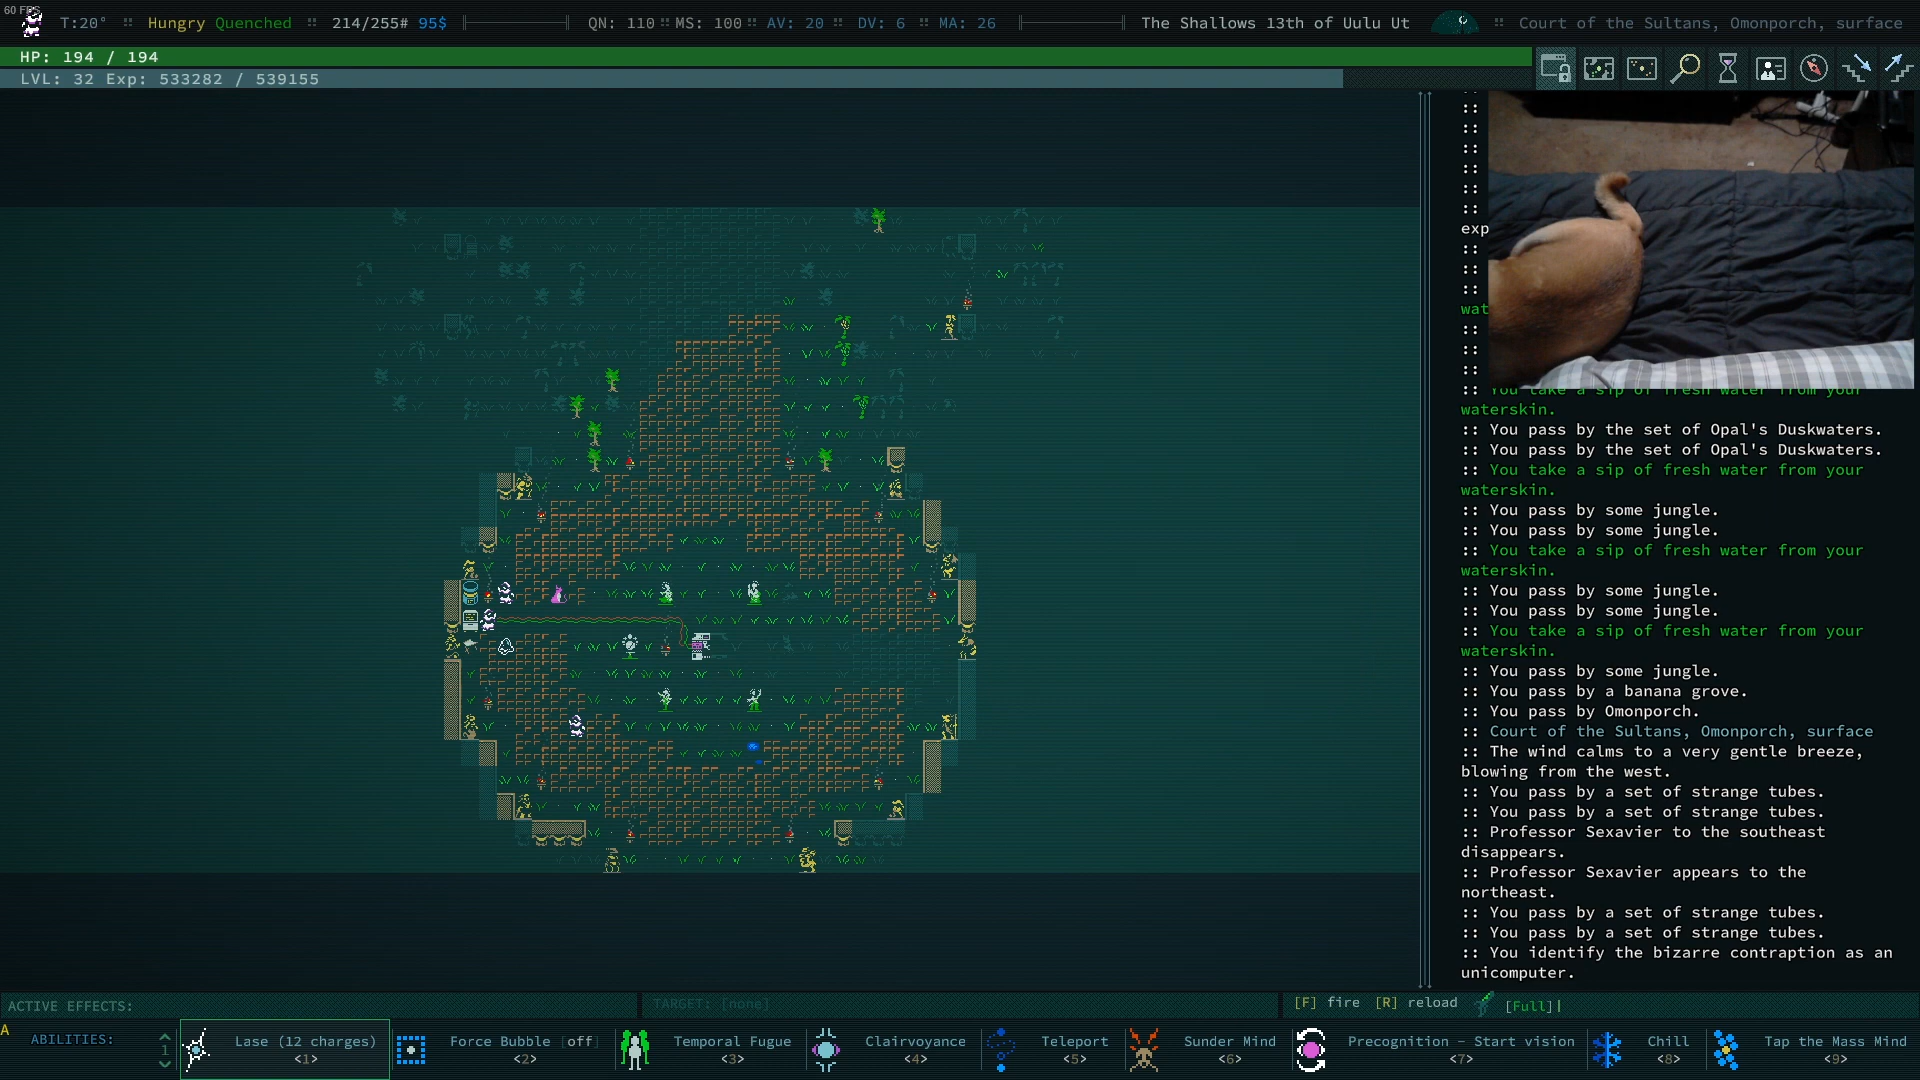 60 FPS
T:20° :: Hungry Quenched :: 214/255# 95$ QN: 110 :: MS: 100 :: AV: 20 :: DV: 6 :: MA: 26 The Shallows 13th of Uulu Ut :: Court of the Sultans, Omonporch, surface
HP: 194 / 194
LVL: 32 Exp: 533282 / 539155
::
::
::
::
::
::
exp
::
::
::
wat
::
::
::
:: You take a sip of fresh water from your
waterskin.
:: You pass by the set of Opal's Duskwaters.
:: You pass by the set of Opal's Duskwaters.
:: You take a sip of fresh water from your
waterskin.
:: You pass by some jungle.
:: You pass by some jungle.
:: You take a sip of fresh water from your
waterskin.
:: You pass by some jungle.
:: You pass by some jungle.
:: You take a sip of fresh water from your
waterskin.
:: You pass by some jungle.
:: You pass by a banana grove.
:: You pass by Omonporch.
:: Court of the Sultans, Omonporch, surface
:: The wind calms to a very gentle breeze,
blowing from the west.
:: You pass by a set of strange tubes.
:: You pass by a set of strange tubes.
:: Professor Sexavier to the southeast
disappears.
:: Professor Sexavier appears to the
northeast.
:: You pass by a set of strange tubes.
:: You pass by a set of strange tubes.
:: You identify the bizarre contraption as an
unicomputer.
ACTIVE EFFECTS: TARGET: [none] [F] fire [R] reload [Full]|
A ABILITIES: 1 Lase (12 charges) <1> Force Bubble [off] <2> Temporal Fugue <3> Clairvoyance <4> Teleport <5> Sunder Mind <6> Precognition - Start vision <7> Chill <8> Tap the Mass Mind <9>